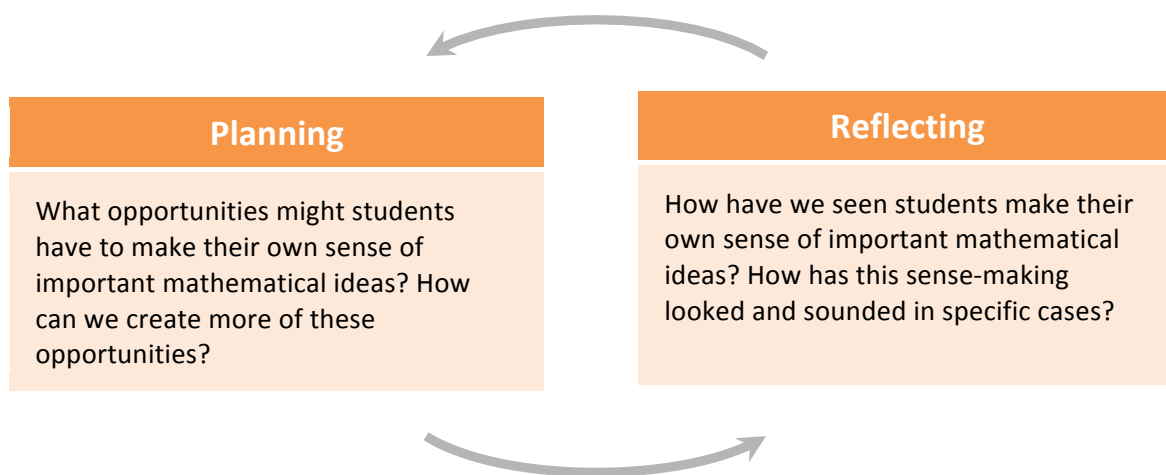 Planning
What opportunities might students
have to make their own sense of
important mathematical ideas? How
can we create more of these
opportunities?
Reflecting
How have we seen students make their
own sense of important mathematical
ideas? How has this sense-making
looked and sounded in specific cases?